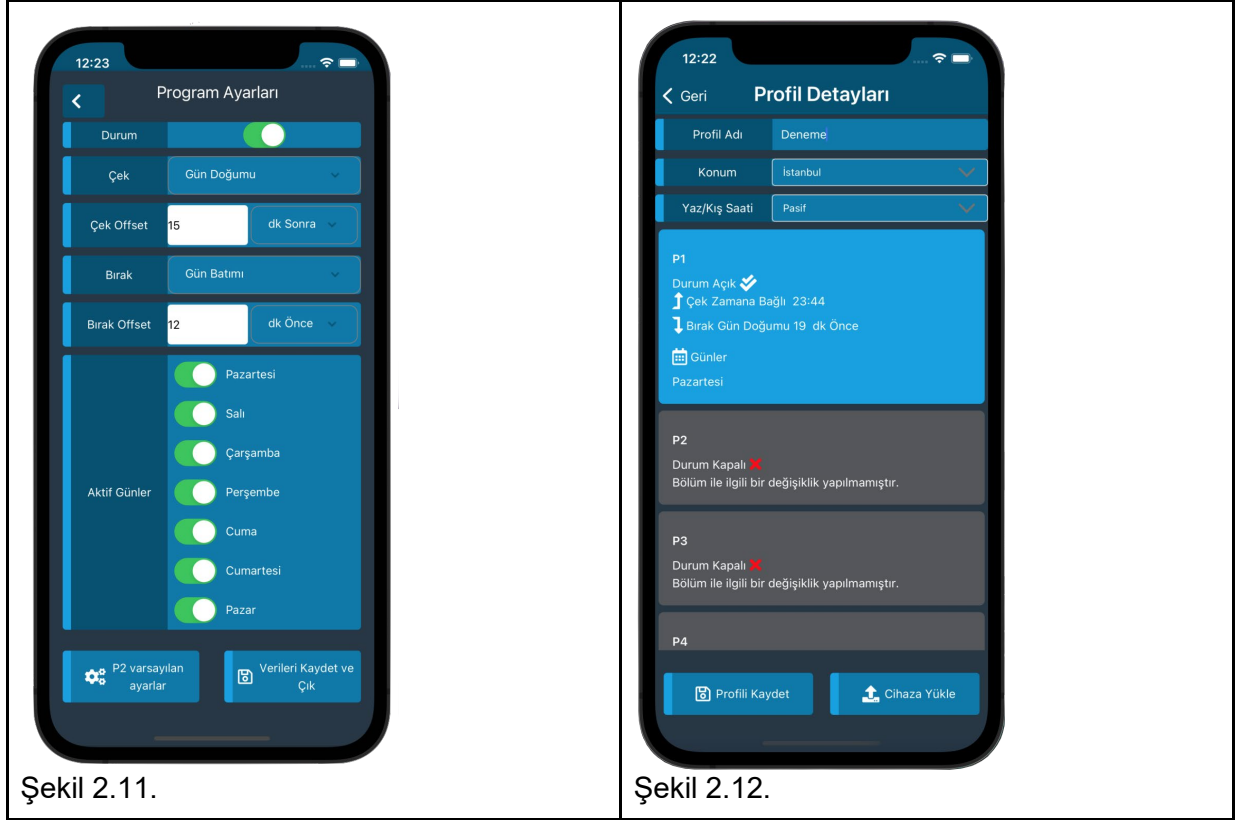 12:23
Program Ayarları
Durum
Çek
Gün Doğumu
Çek Offset
15
dk Sonra
Bırak
Gün Batımı
Bırak Offset
12
dk Önce
Aktif Günler
Pazartesi
Salı
Çarşamba
Perşembe
Cuma
Cumartesi
Pazar
P2 varsayılan
ayarlar
Verileri Kaydet ve
Çık
Şekil 2.11.
12:22
Geri
Profil Detayları
Profil Adı
Deneme
Konum
İstanbul
Yaz/Kış Saati
Pasif
P1
Durum Açık
Çek Zamana Bağlı 23:44
Bırak Gün Doğumu 19 dk Önce
Günler
Pazartesi
P2
Durum Kapalı
Bölüm ile ilgili bir değişiklik yapılmamıştır.
P3
Durum Kapalı
Bölüm ile ilgili bir değişiklik yapılmamıştır.
P4
Profili Kaydet
Cihaza Yükle
Şekil 2.12.